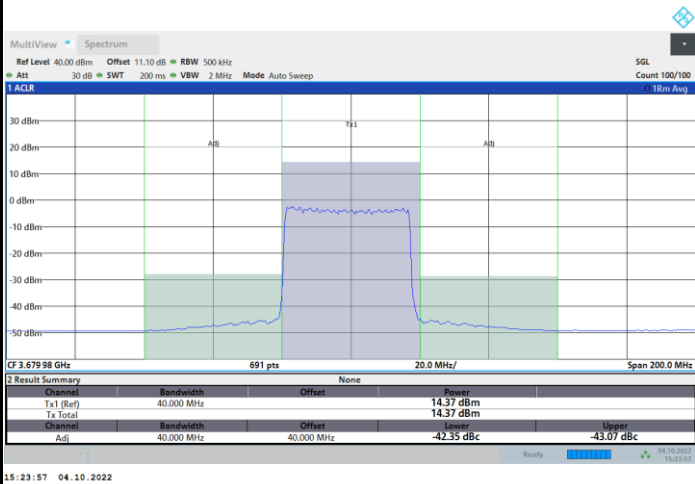 MultiView Spectrum
Ref Level 40.00 dBm Offset 11.10 dB RBW 500 kHz SGL
Att 30 dB SWT 200 ms VBW 2 MHz Mode Auto Sweep Count 100/100
1 ACLR 1Rm Avg
30 dBm
Tx1
20 dBm
Adj Adj
10 dBm
0 dBm
-10 dBm
-20 dBm
-30 dBm
-40 dBm
-50 dBm
CF 3.679 98 GHz 691 pts 20.0 MHz/ Span 200.0 MHz
2 Result Summary None
Channel Bandwidth Offset Power
Tx1 (Ref) 40.000 MHz 14.37 dBm
Tx Total 14.37 dBm
Channel Bandwidth Offset Lower Upper
Adj 40.000 MHz 40.000 MHz -42.35 dBc -43.07 dBc
Ready 04.10.2022
15:23:57
15:23:57 04.10.2022